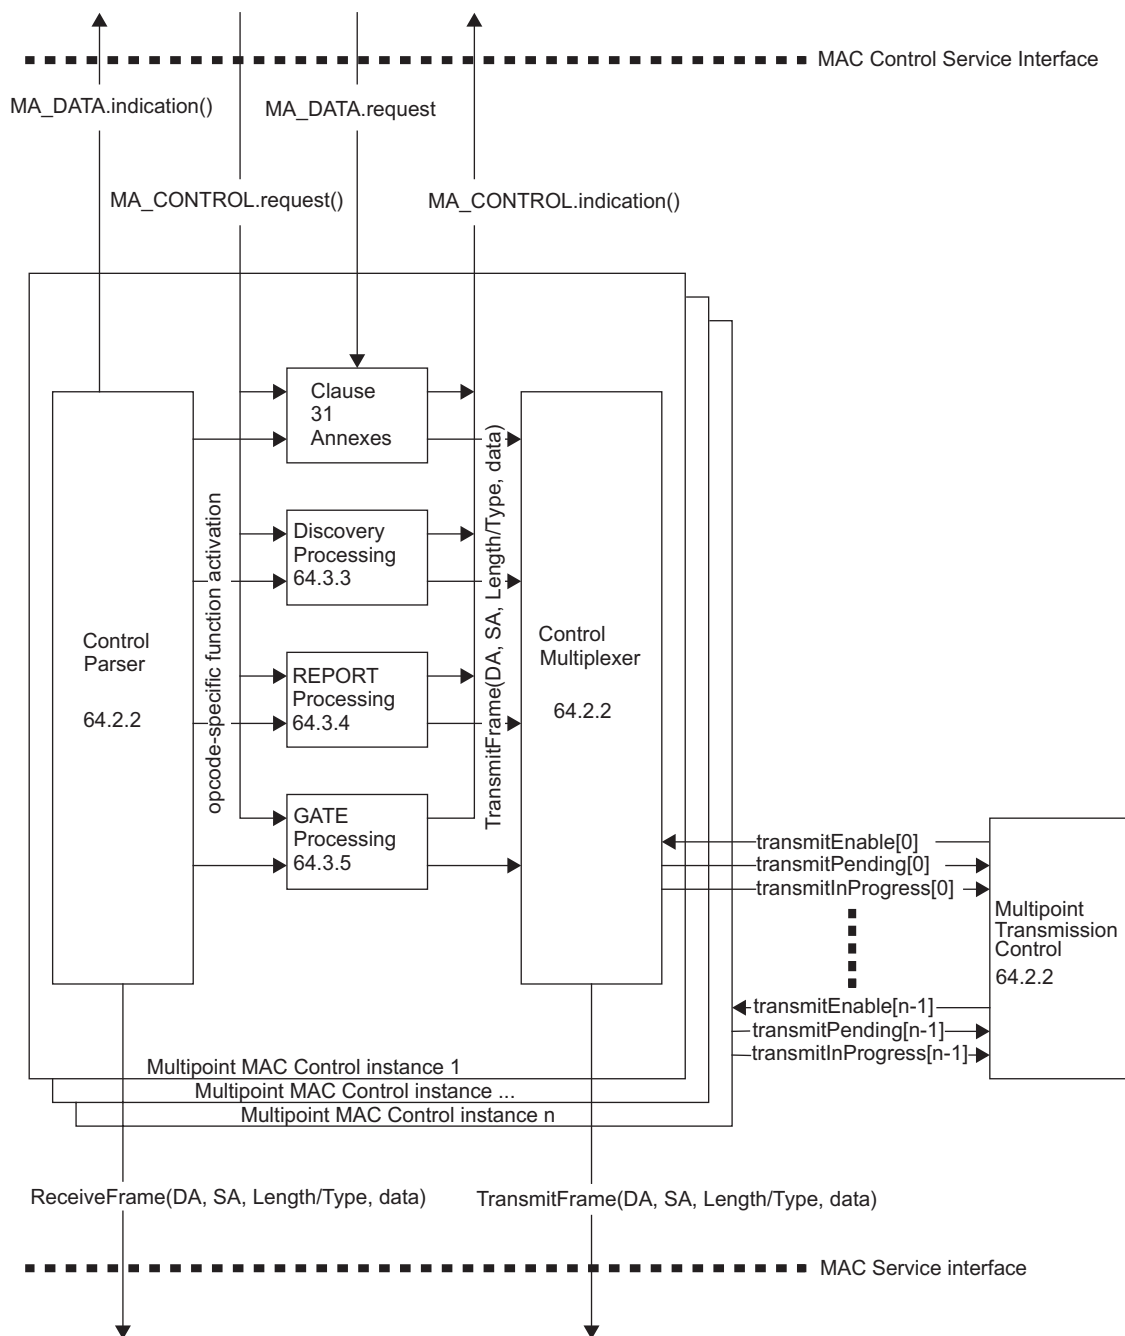 MAC Control Service Interface
MA_DATA.indication()
MA_DATA.request
MA_CONTROL.request()
MA_CONTROL.indication()
Clause
31
Annexes
Discovery
Processing
64.3.3
REPORT
Processing
64.3.4
GATE
Processing
64.3.5
Control
Parser
64.2.2
opcode-specific function activation
TransmitFrame(DA, SA, Length/Type, data)
Control
Multiplexer
64.2.2
transmitEnable[0]
transmitPending[0]
transmitInProgress[0]
Multipoint
Transmission
Control
64.2.2
transmitEnable[n-1]
transmitPending[n-1]
transmitInProgress[n-1]
Multipoint MAC Control instance 1
Multipoint MAC Control instance ...
Multipoint MAC Control instance n
ReceiveFrame(DA, SA, Length/Type, data)
TransmitFrame(DA, SA, Length/Type, data)
MAC Service interface